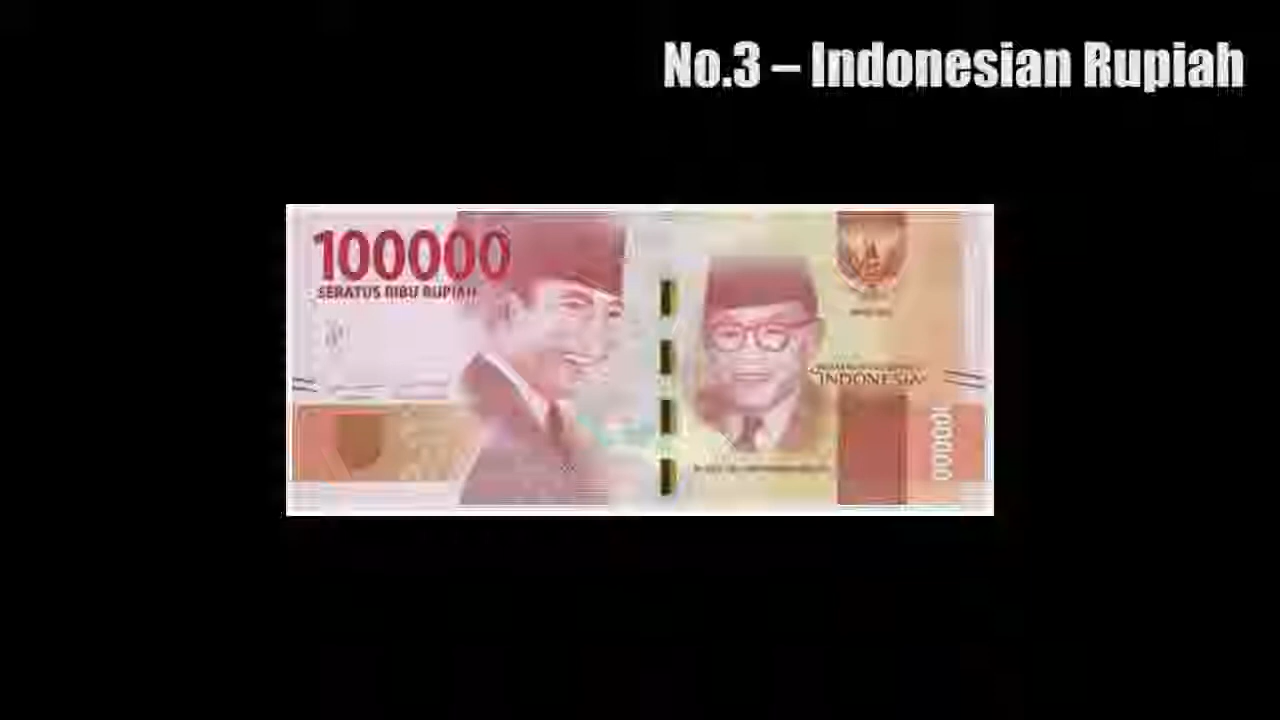 No.3 – Indonesian Rupiah
100000
SERATUS RIBU RUPIAH
INDONESIA
100000